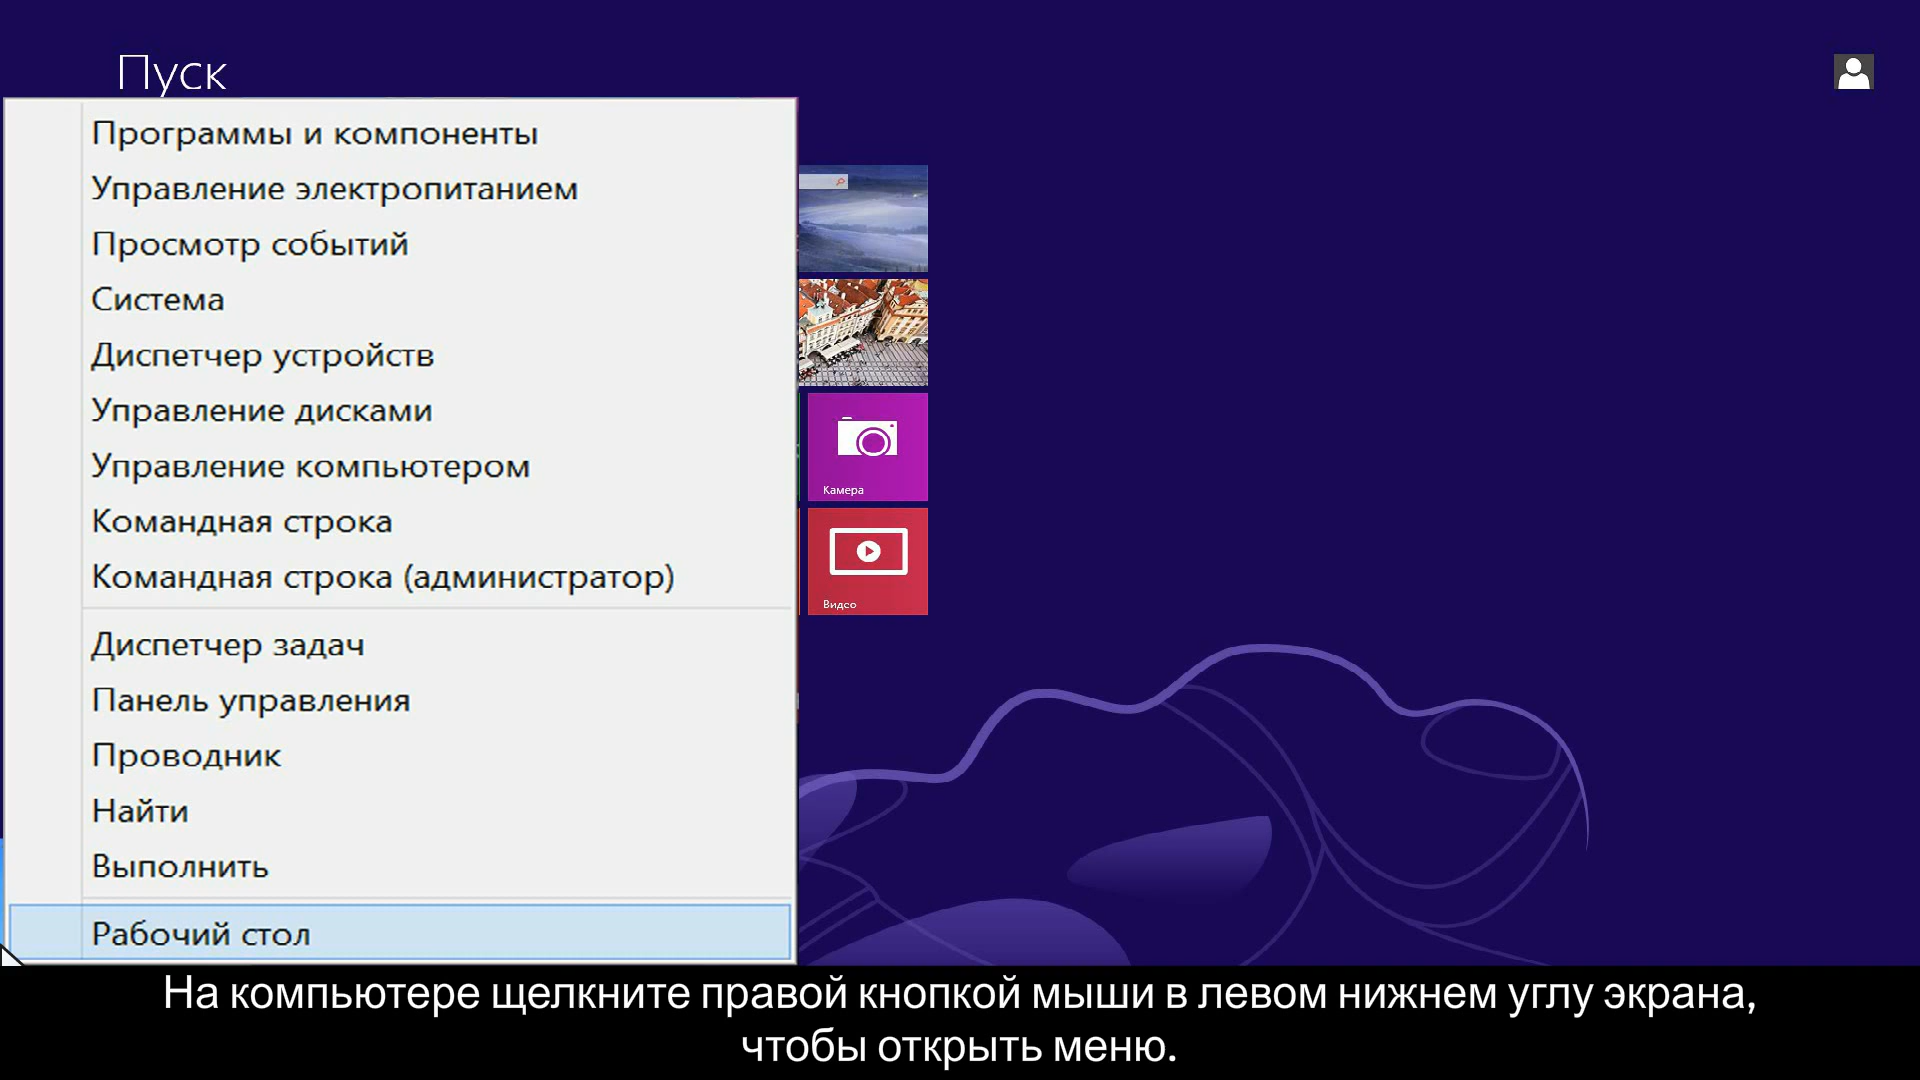 Пуск
Программы и компоненты
Управление электропитанием
Просмотр событий
Система
Диспетчер устройств
Управление дисками
Управление компьютером
Командная строка
Командная строка (администратор)
Диспетчер задач
Панель управления
Проводник
Найти
Выполнить
Рабочий стол
Камера
Видео
На компьютере щелкните правой кнопкой мыши в левом нижнем углу экрана,
чтобы открыть меню.